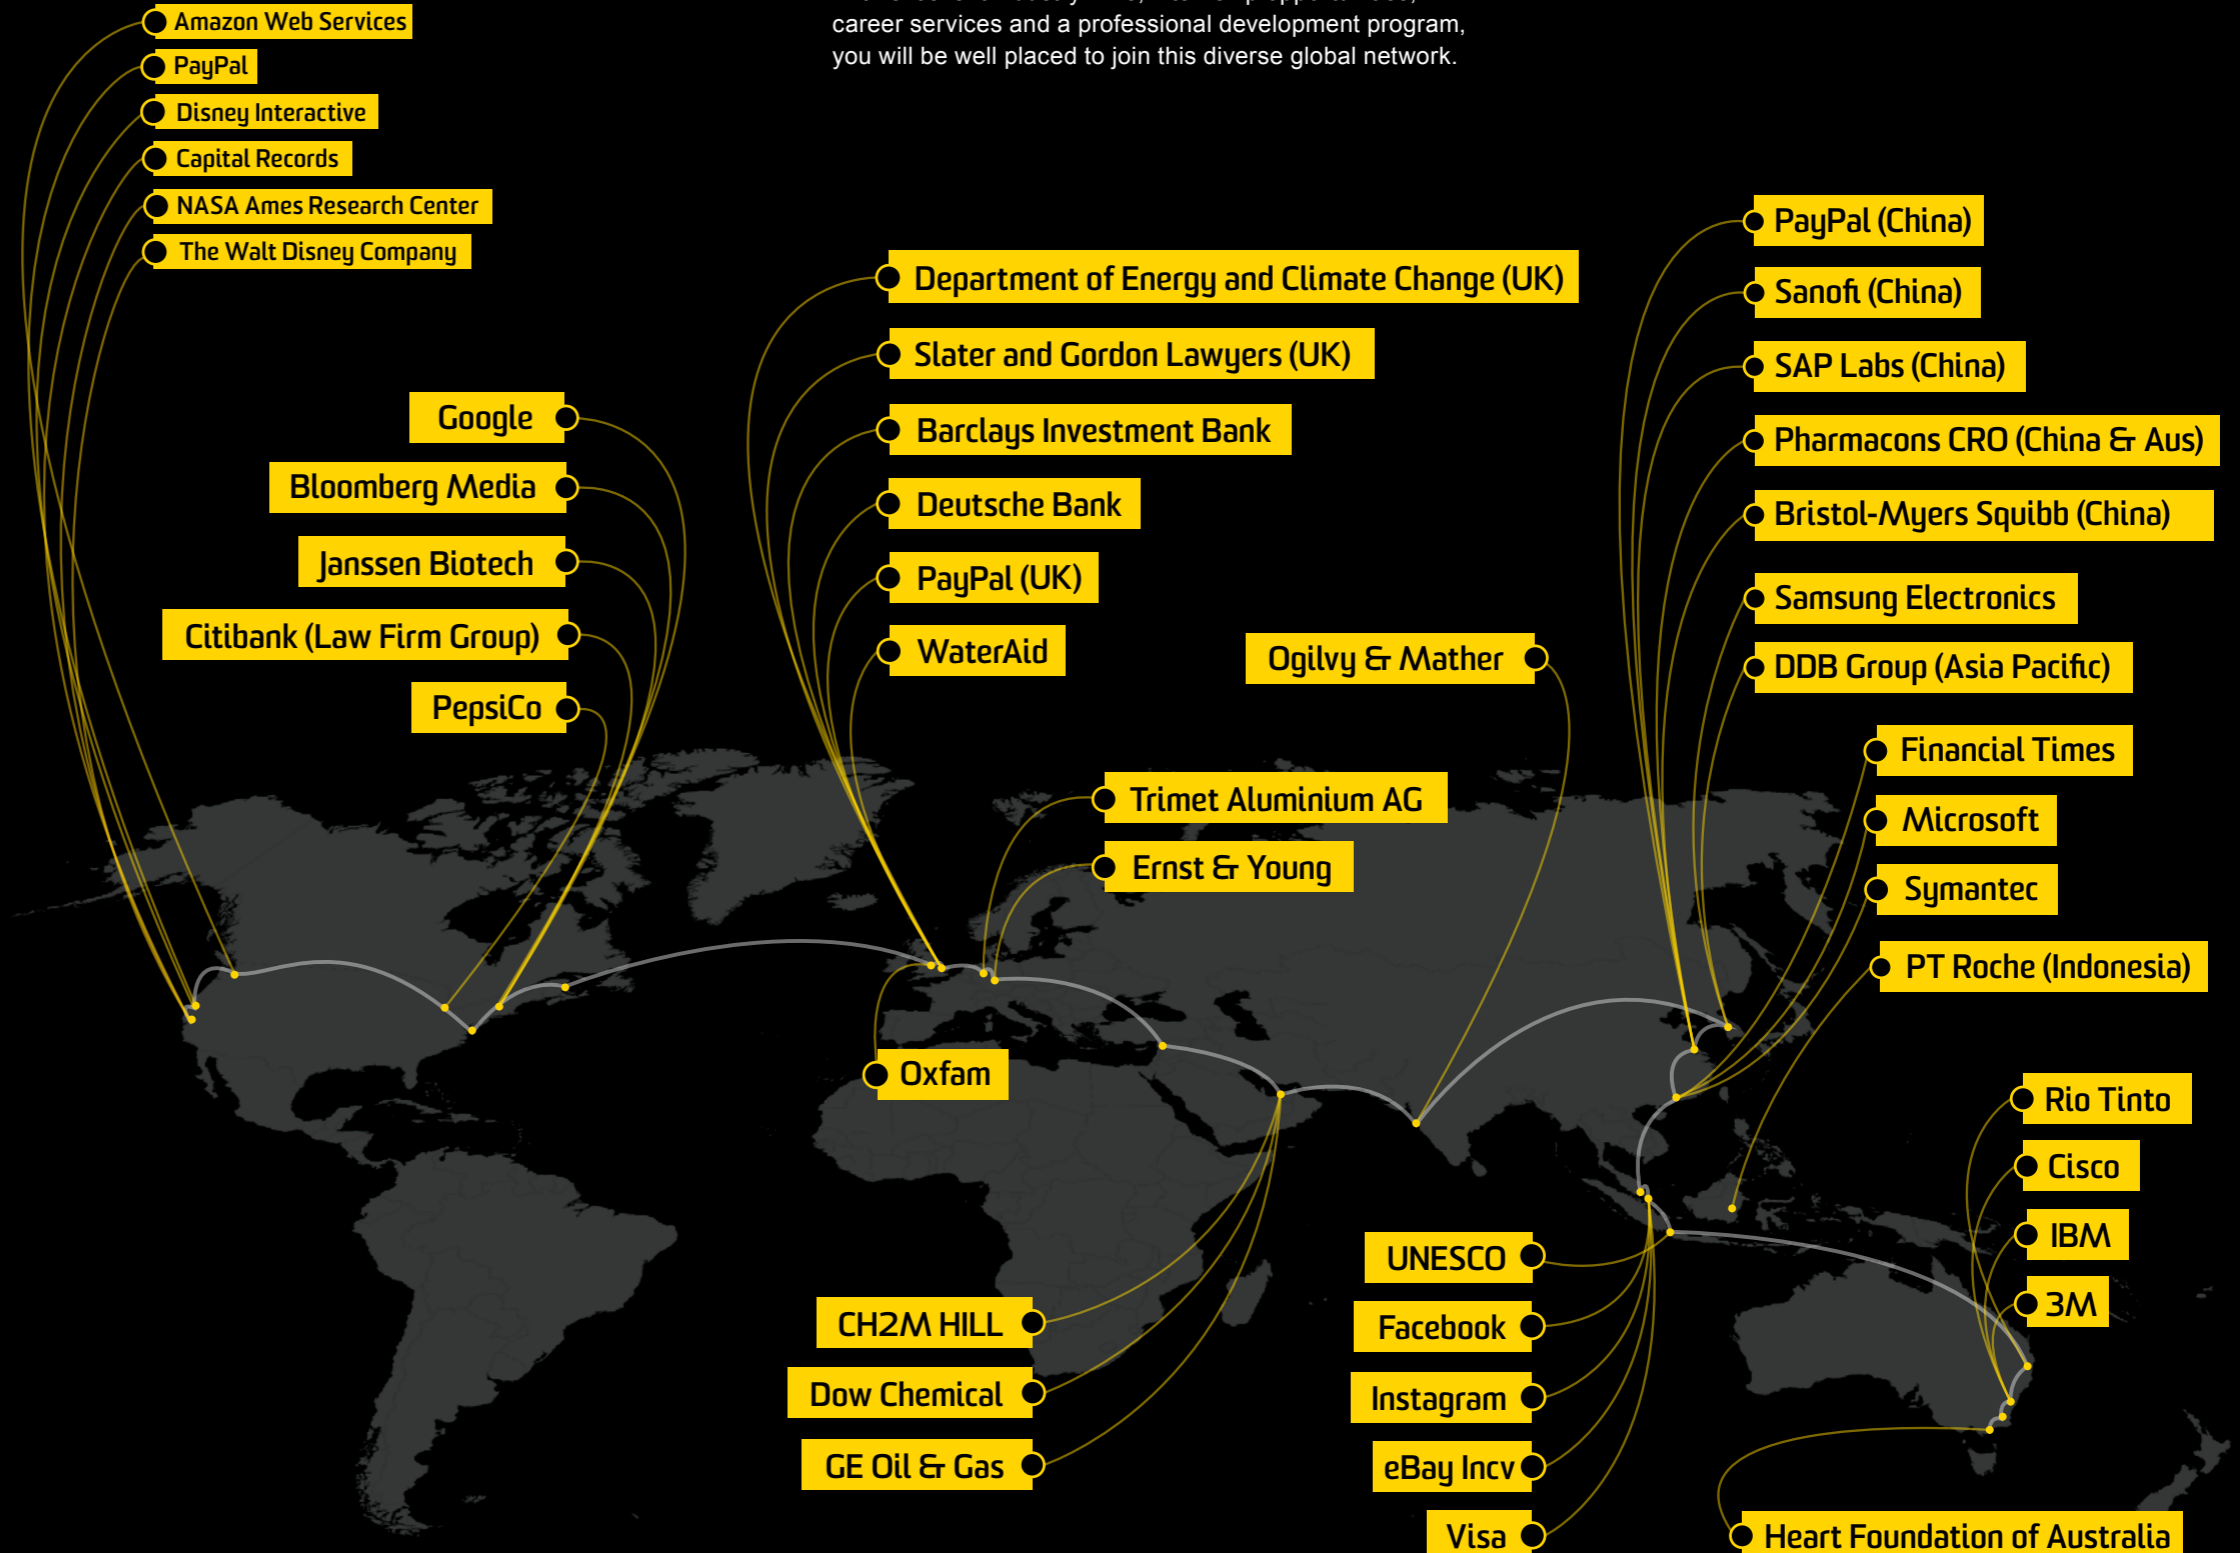 career services and a professional development program,
you will be well placed to join this diverse global network.
Amazon Web Services
PayPal
Disney Interactive
Capital Records
NASA Ames Research Center
The Walt Disney Company
Google
Bloomberg Media
Janssen Biotech
Citibank (Law Firm Group)
PepsiCo
Department of Energy and Climate Change (UK)
Slater and Gordon Lawyers (UK)
Barclays Investment Bank
Deutsche Bank
PayPal (UK)
WaterAid
Trimet Aluminium AG
Ernst & Young
Oxfam
Ogilvy & Mather
PayPal (China)
Sanofi (China)
SAP Labs (China)
Pharmacons CRO (China & Aus)
Bristol-Myers Squibb (China)
Samsung Electronics
DDB Group (Asia Pacific)
Financial Times
Microsoft
Symantec
PT Roche (Indonesia)
Rio Tinto
Cisco
IBM
3M
CH2M HILL
Dow Chemical
GE Oil & Gas
UNESCO
Facebook
Instagram
eBay Incv
Visa
Heart Foundation of Australia